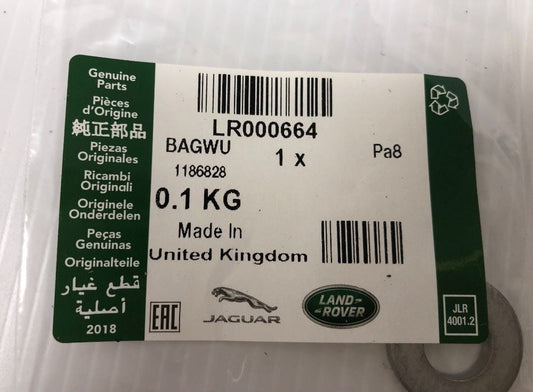 Genuine
Parts
Pièces
d'Origine
純正部品
Piezas
Originales
Ricambi
Originali
Originele
Onderdelen
Peças
Genuinas
Originalteile
قطع غيار
أصلية
2018
LR000664
BAGWU
1 x
Pa8
1186828
0.1 KG
Made In
United Kingdom
EAC
JAGUAR
LAND-
-ROVER
JLR
4001.2